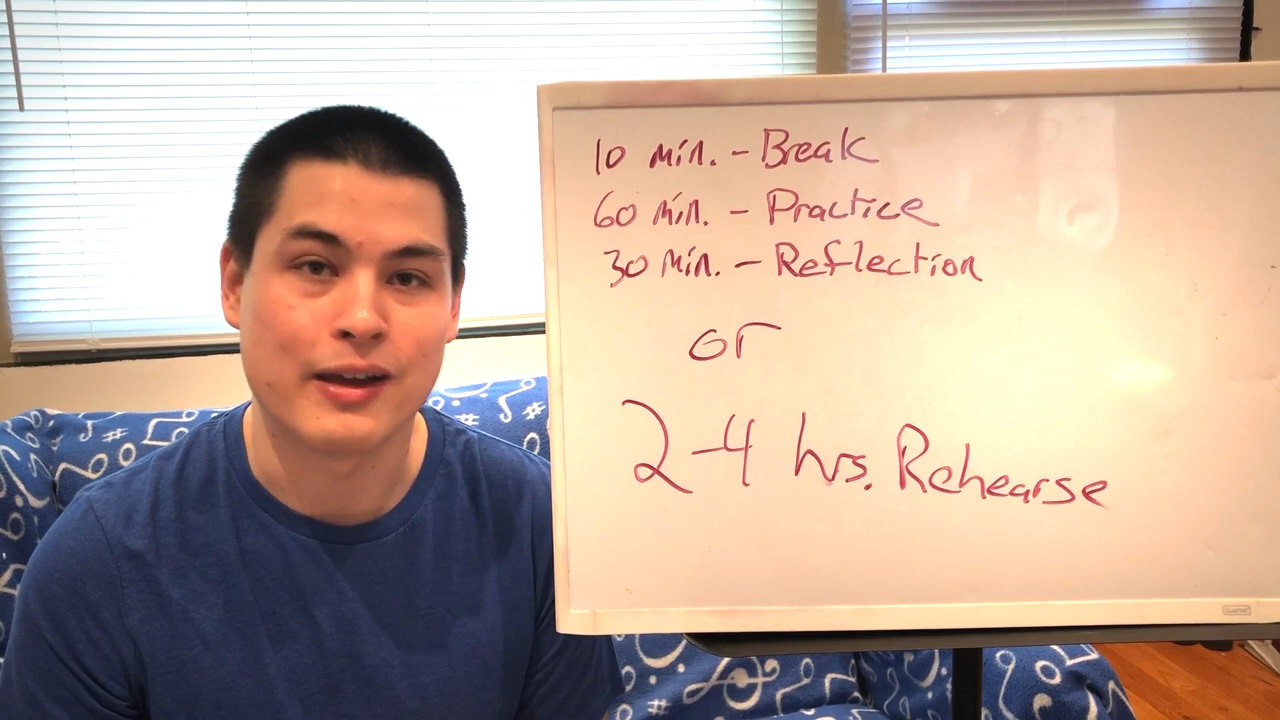 10 min. - Break
60 min. - Practice
30 min. - Reflection
or
2-4 hrs. Rehearse